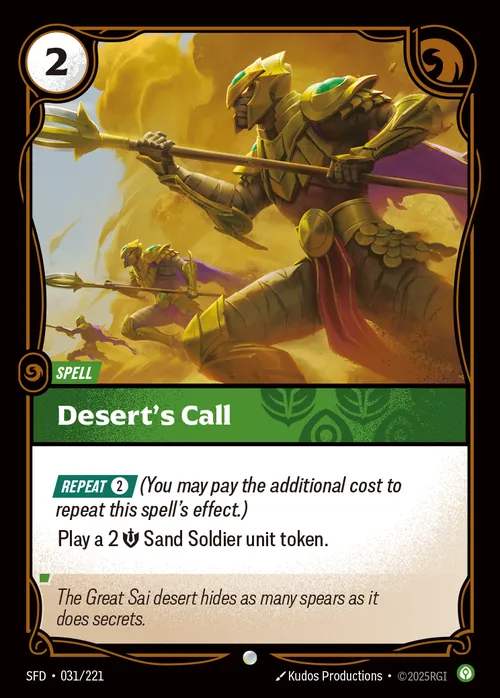 2
SPELL
Desert's Call
REPEAT 2 (You may pay the additional cost to
repeat this spell's effect.)
Play a 2 Sand Soldier unit token.
The Great Sai desert hides as many spears as it
does secrets.
SFD • 031/221
Kudos Productions • ©2025RGI